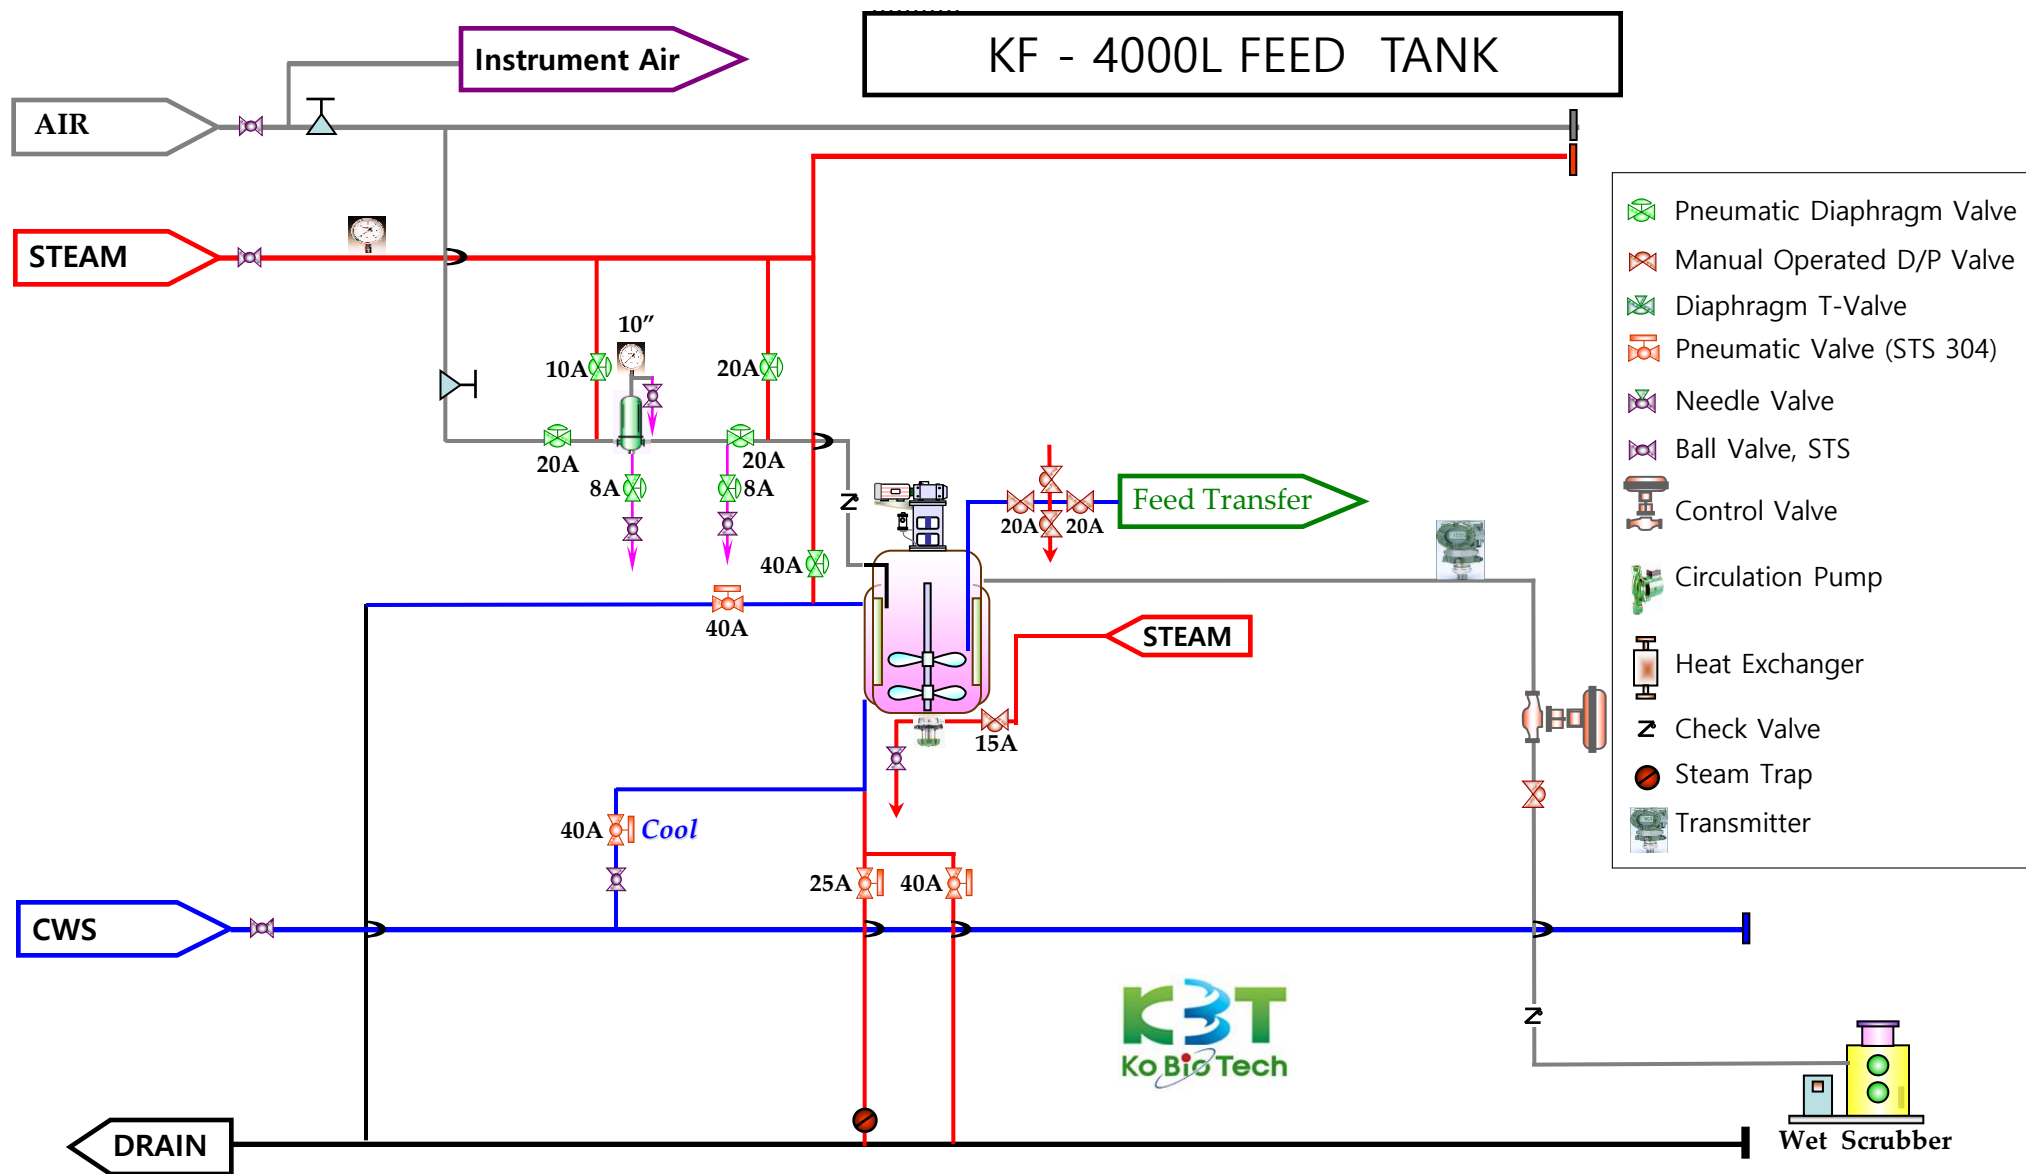 KF - 4000L FEED TANK
Instrument Air
AIR
STEAM
10”
10A
20A
20A
20A
8A
8A
40A
40A
Feed Transfer
20A
20A
STEAM
15A
40A
Cool
25A
40A
CWS
DRAIN
KBT
KoBioTech
Wet Scrubber
Pneumatic Diaphragm Valve
Manual Operated D/P Valve
Diaphragm T-Valve
Pneumatic Valve (STS 304)
Needle Valve
Ball Valve, STS
Control Valve
Circulation Pump
Heat Exchanger
Check Valve
Steam Trap
Transmitter